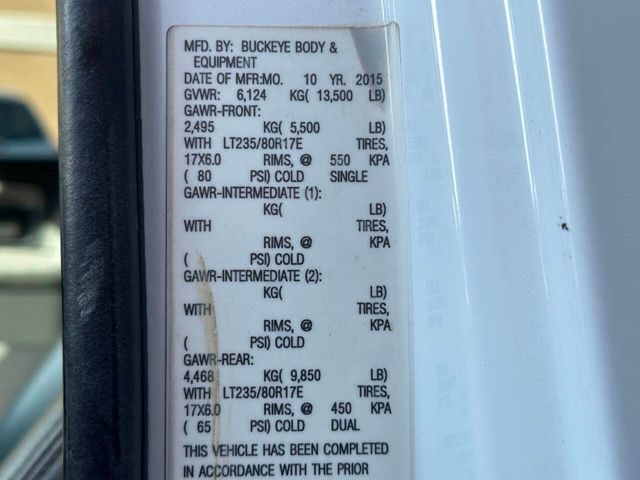 MFD. BY: BUCKEYE BODY &
EQUIPMENT
DATE OF MFR:MO. 10 YR. 2015
GVWR: 6,124 KG( 13,500 LB)
GAWR-FRONT:
2,495 KG( 5,500 LB)
WITH LT235/80R17E TIRES,
17X6.0 RIMS, @ 550 KPA
( 80 PSI) COLD SINGLE
GAWR-INTERMEDIATE (1):
KG( LB)
WITH TIRES,
RIMS, @ KPA
( PSI) COLD
GAWR-INTERMEDIATE (2):
KG( LB)
WITH TIRES,
RIMS, @ KPA
( PSI) COLD
GAWR-REAR:
4,468 KG( 9,850 LB)
WITH LT235/80R17E TIRES,
17X6.0 RIMS, @ 450 KPA
( 65 PSI) COLD DUAL
THIS VEHICLE HAS BEEN COMPLETED
IN ACCORDANCE WITH THE PRIOR